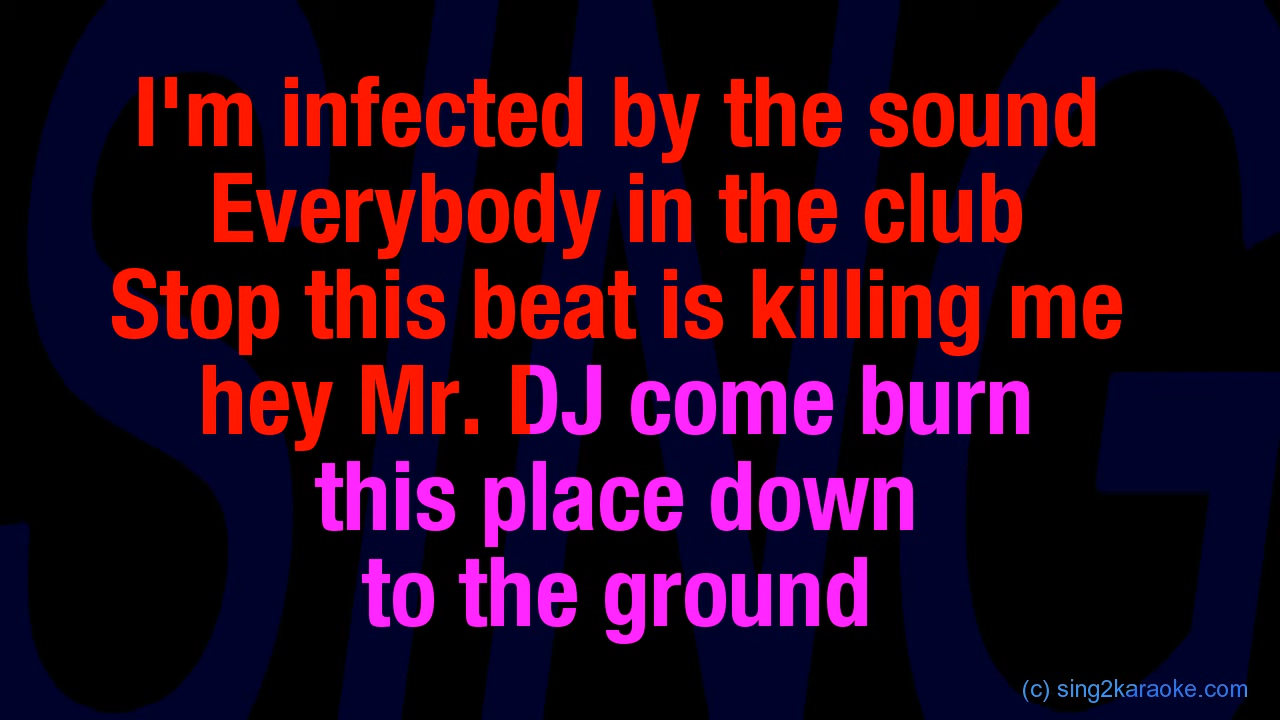 I'm infected by the sound
Everybody in the club
Stop this beat is killing me
hey Mr. DJ come burn
this place down
to the ground
SING
(c) sing2karaoke.com